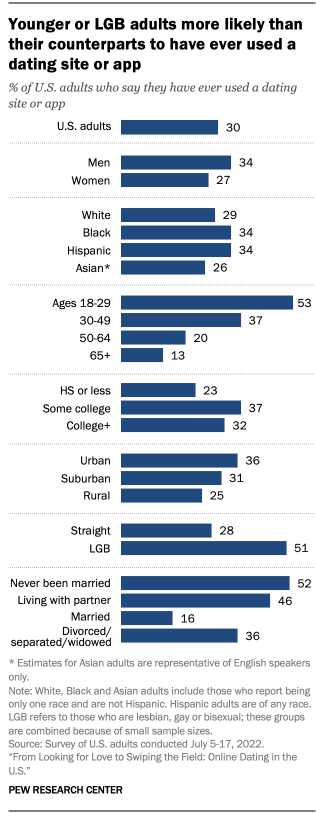 Younger or LGB adults more likely than
their counterparts to have ever used a
dating site or app
% of U.S. adults who say they have ever used a dating
site or app
U.S. adults 30
Men 34
Women 27
White 29
Black 34
Hispanic 34
Asian* 26
Ages 18-29 53
30-49 37
50-64 20
65+ 13
HS or less 23
Some college 37
College+ 32
Urban 36
Suburban 31
Rural 25
Straight 28
LGB 51
Never been married 52
Living with partner 46
Married 16
Divorced/
separated/widowed 36
* Estimates for Asian adults are representative of English speakers
only.
Note: White, Black and Asian adults include those who report being
only one race and are not Hispanic. Hispanic adults are of any race.
LGB refers to those who are lesbian, gay or bisexual; these groups
are combined because of small sample sizes.
Source: Survey of U.S. adults conducted July 5-17, 2022.
“From Looking for Love to Swiping the Field: Online Dating in the
U.S.”
PEW RESEARCH CENTER